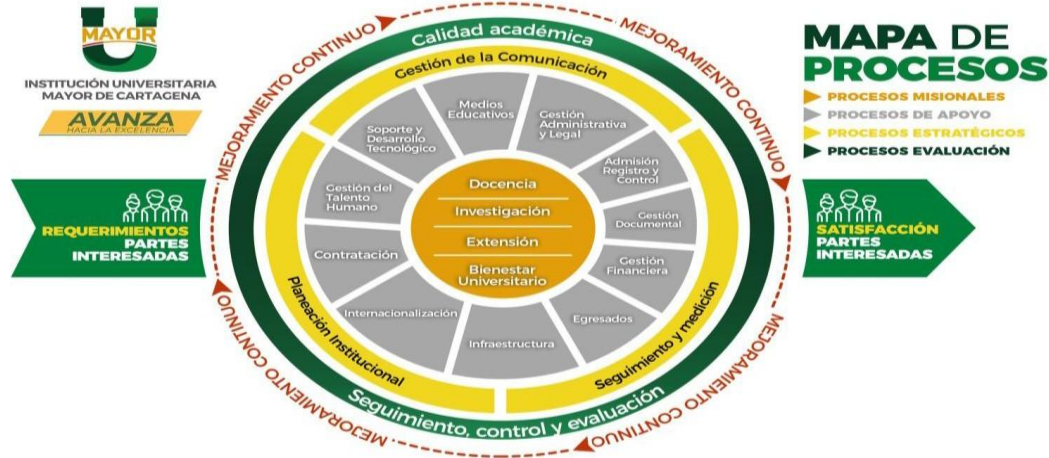 MAYOR
INSTITUCIÓN UNIVERSITARIA
MAYOR DE CARTAGENA
AVANZA
HACIA LA EXCELENCIA
MAPA DE
PROCESOS
PROCESOS MISIONALES
PROCESOS DE APOYO
PROCESOS ESTRATÉGICOS
PROCESOS EVALUACIÓN
REQUERIMIENTOS
PARTES
INTERESADAS
MEJORAMIENTO CONTINUO
MEJORAMIENTO CONTINUO
MEJORAMIENTO CONTINUO
MEJORAMIENTO CONTINUO
MEJORAMIENTO CONTINUO
Calidad académica
Gestión de la Comunicación
Medios
Educativos
Gestión
Administrativa
y Legal
Soporte y
Desarrollo
Tecnológico
Admisión
Registro y
Control
Gestión del
Talento
Humano
Gestión
Documental
Contratación
Gestión
Financiera
Internacionalización
Egresados
Infraestructura
Docencia
Investigación
Extensión
Bienestar
Universitario
Planeación Institucional
Seguimiento y medición
Seguimiento, control y evaluación
SATISFACCIÓN
PARTES
INTERESADAS